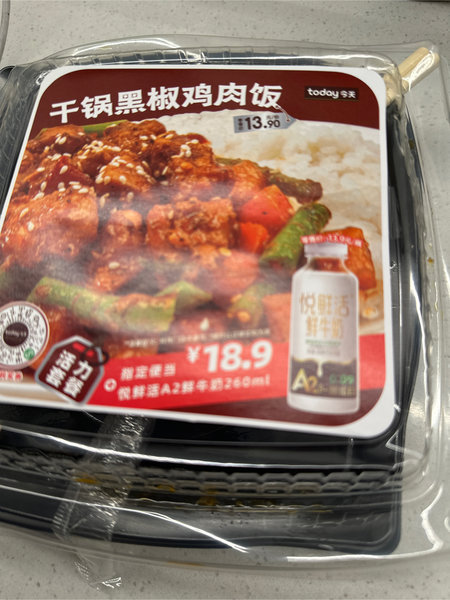 today 今天
干锅黑椒鸡肉饭
13.90
悦鲜活
鲜牛奶
A2
today
活力
套餐
指定便当
+
悦鲜活A2鲜牛奶260ml
¥18.9